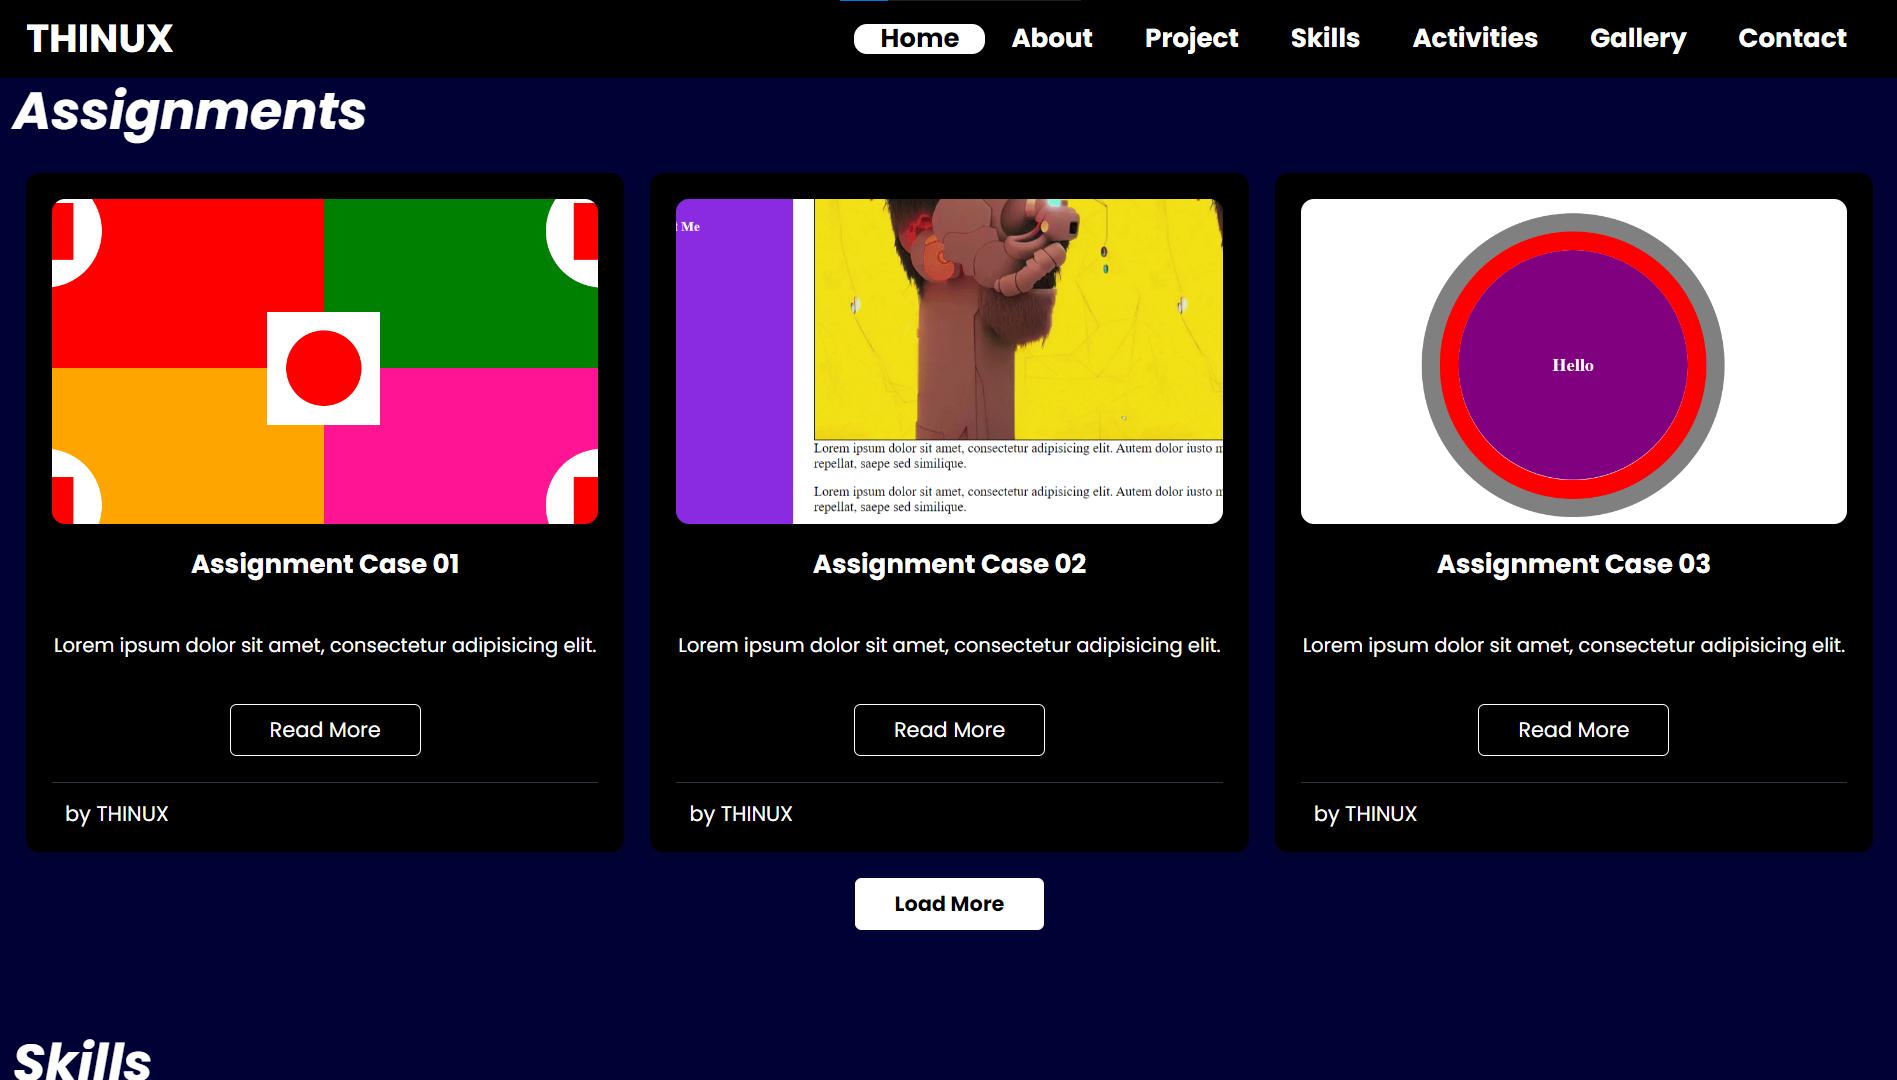 THINUX
Home About Project Skills Activities Gallery Contact
Assignments
t Me
Lorem ipsum dolor sit amet, consectetur adipisicing elit. Autem dolor iusto
repellat, saepe sed similique.
Lorem ipsum dolor sit amet, consectetur adipisicing elit. Autem dolor iusto
repellat, saepe sed similique.
Hello
Assignment Case 01
Lorem ipsum dolor sit amet, consectetur adipisicing elit.
Read More
by THINUX
Assignment Case 02
Lorem ipsum dolor sit amet, consectetur adipisicing elit.
Read More
by THINUX
Assignment Case 03
Lorem ipsum dolor sit amet, consectetur adipisicing elit.
Read More
by THINUX
Load More
Skills